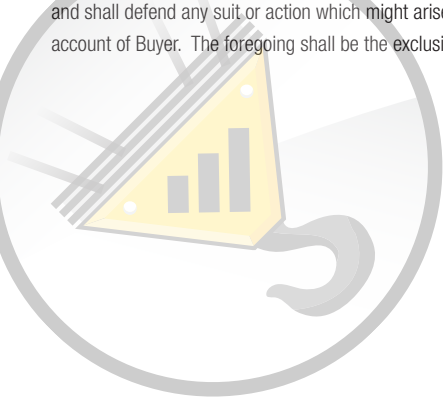 and shall defend any suit or action which might arise
account of Buyer. The foregoing shall be the exclusi